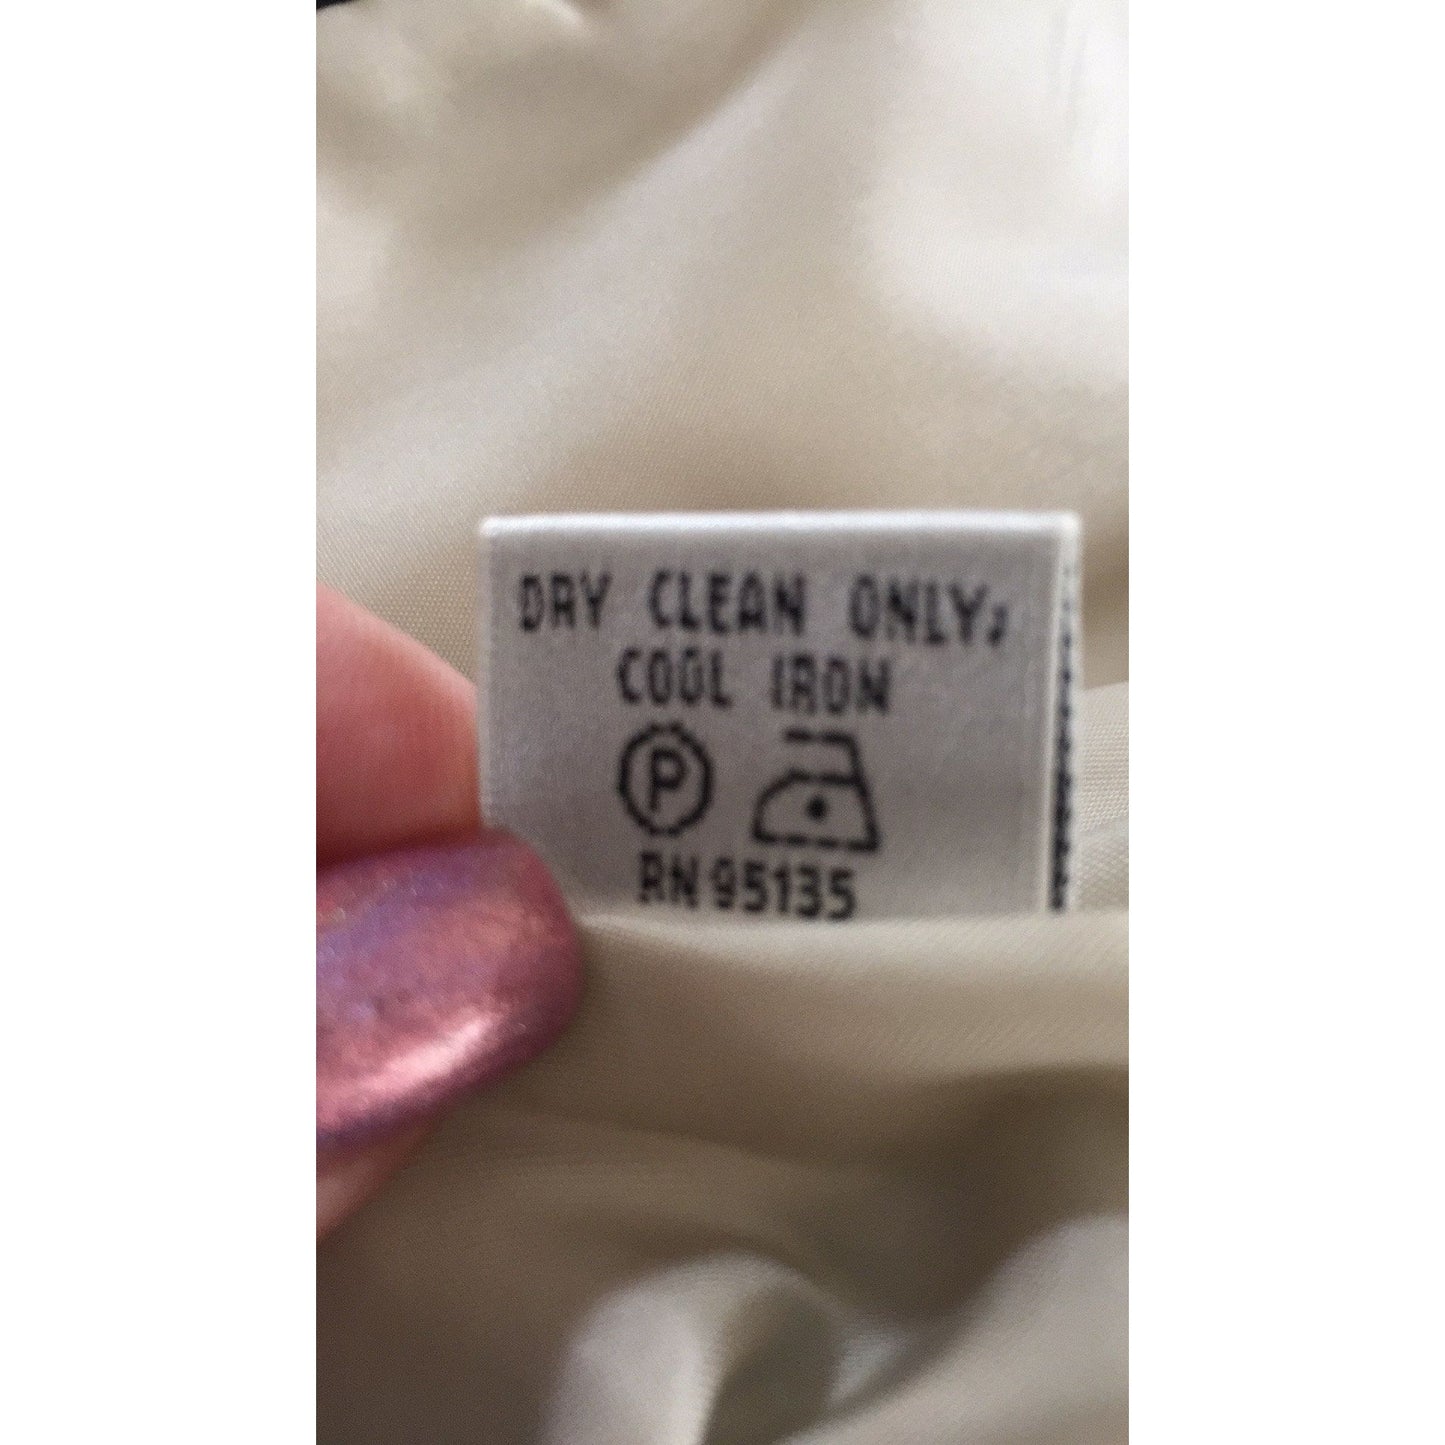 DRY CLEAN ONLY;
COOL IRON
P
RN 95135